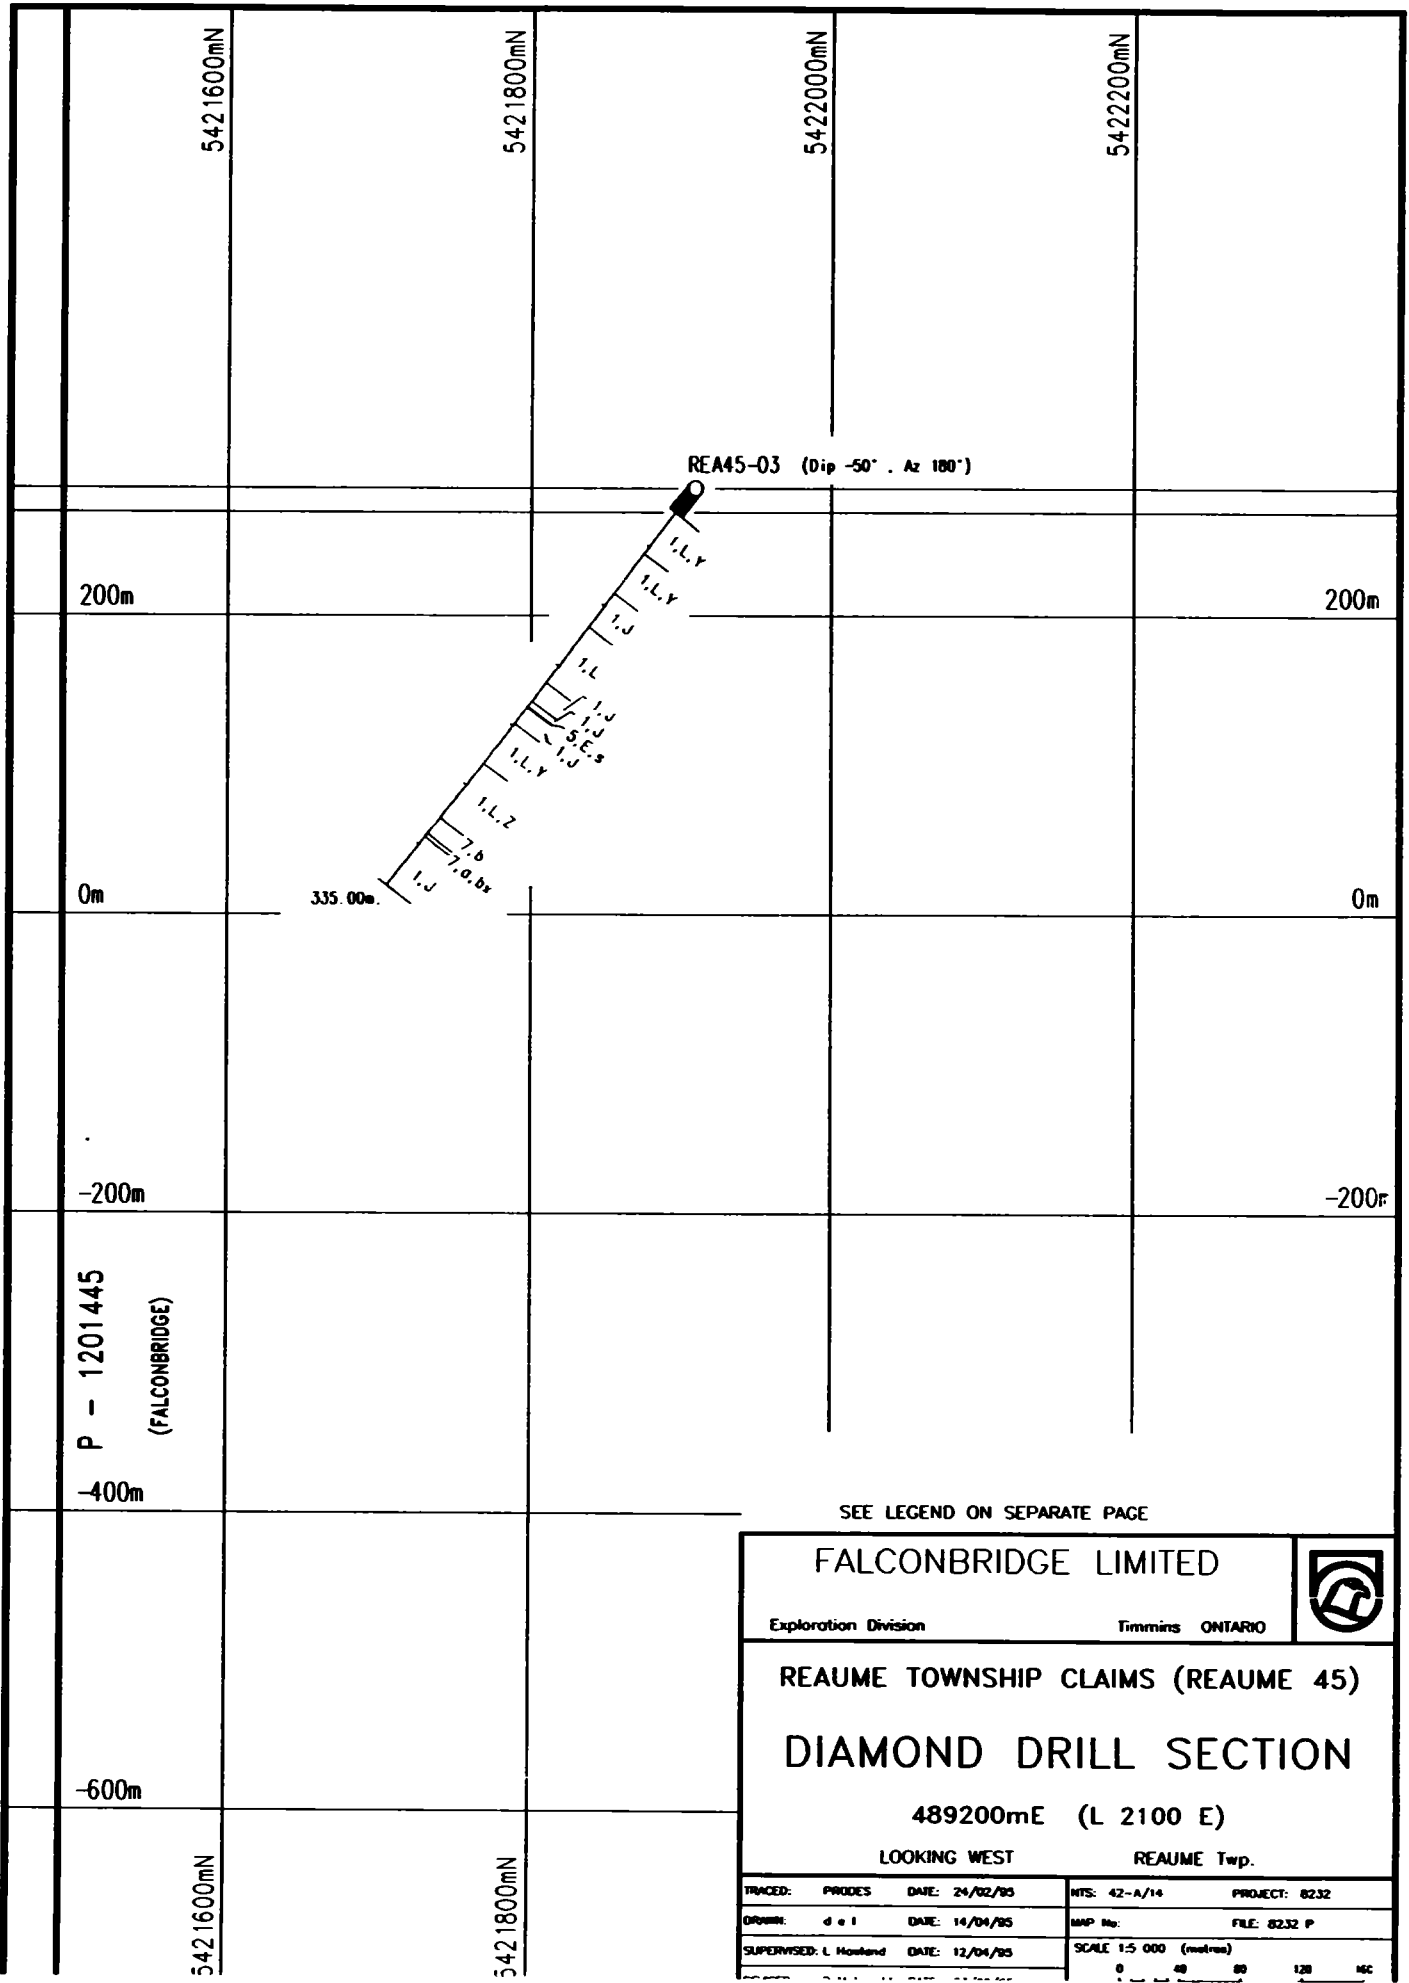 5421600mN
5421800mN
5422000mN
5422200mN
REA45-03 (Dip -50° . Az 180°)
1,L,Y
1,L,Y
200m
200m
1,J
1,L
1,J
1,J
5,E,s
1,J
1,L,Y
1,L,Z
7,b
7,a,bx
1,J
335.00m.
0m
0m
-200m
-200m
P - 1201445
(FALCONBRIDGE)
-400m
SEE LEGEND ON SEPARATE PAGE
FALCONBRIDGE LIMITED
Exploration Division Timmins ONTARIO
REAUME TOWNSHIP CLAIMS (REAUME 45)
DIAMOND DRILL SECTION
-600m
489200mE (L 2100 E)
LOOKING WEST REAUME Twp.
5421600mN
5421800mN
TRACED: PRODES DATE: 24/02/95 NTS: 42-A/14 PROJECT: 8232
DRAWN: d e l DATE: 14/04/95 MAP No: FILE: 8232 P
SUPERVISED: L Howland DATE: 12/04/95 SCALE 1:5 000 (metres)
0 40 80 120